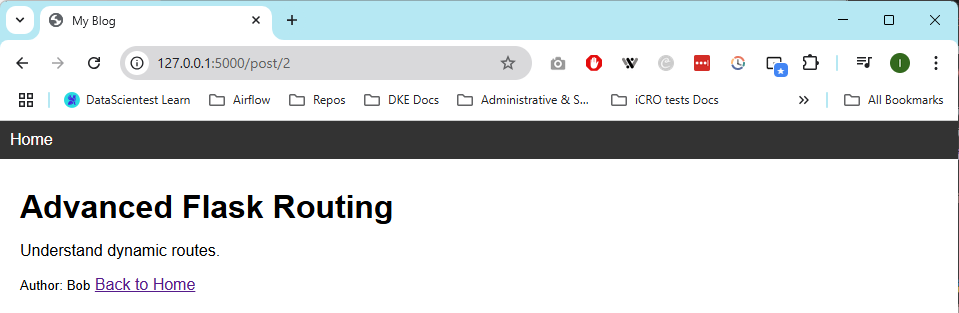 My Blog
127.0.0.1:5000/post/2
I
DataScientest Learn Airflow Repos DKE Docs Administrative & S... iCRO tests Docs All Bookmarks
Home
Advanced Flask Routing
Understand dynamic routes.
Author: Bob Back to Home